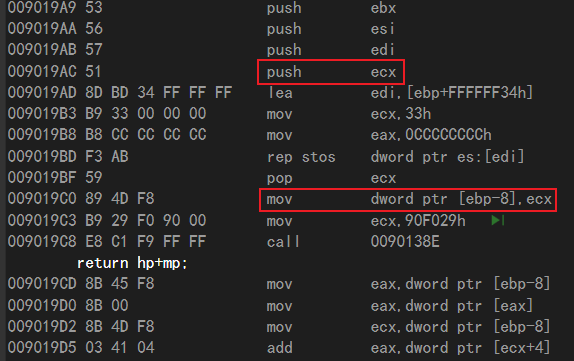 009019A9 53 push ebx
009019AA 56 push esi
009019AB 57 push edi
009019AC 51 push ecx
009019AD 8D BD 34 FF FF FF lea edi,[ebp+FFFFFF34h]
009019B3 B9 33 00 00 00 mov ecx,33h
009019B8 B8 CC CC CC CC mov eax,0CCCCCCCCh
009019BD F3 AB rep stos dword ptr es:[edi]
009019BF 59 pop ecx
009019C0 89 4D F8 mov dword ptr [ebp-8],ecx
009019C3 B9 29 F0 90 00 mov ecx,90F029h
009019C8 E8 C1 F9 FF FF call 0090138E
return hp+mp;
009019CD 8B 45 F8 mov eax,dword ptr [ebp-8]
009019D0 8B 00 mov eax,dword ptr [eax]
009019D2 8B 4D F8 mov ecx,dword ptr [ebp-8]
009019D5 03 41 04 add eax,dword ptr [ecx+4]